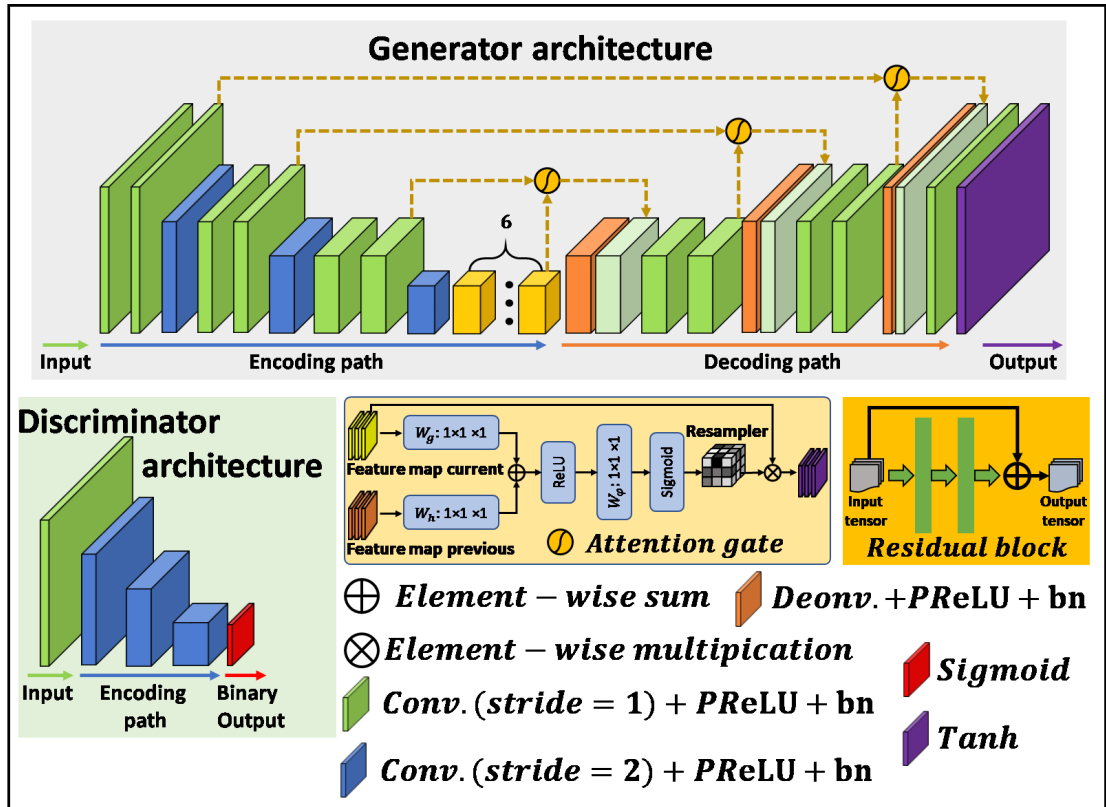 Generator architecture
6
Input
Encoding path
Decoding path
Output
Discriminator
architecture
Input
Encoding
path
Binary
Output
W_g: 1×1 ×1
Feature map current
W_h: 1×1 ×1
Feature map previous
ReLU
W_φ: 1×1 ×1
Sigmoid
Resampler
Attention gate
Input
tensor
Output
tensor
Residual block
Element − wise sum
Deonv. +PReLU + bn
Element − wise multipication
Sigmoid
Conv. (stride = 1) + PReLU + bn
Tanh
Conv. (stride = 2) + PReLU + bn